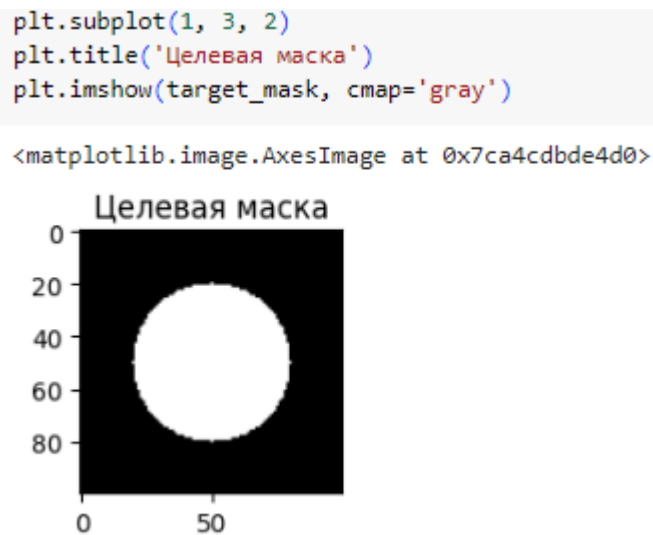 plt.subplot(1, 3, 2)
plt.title('Целевая маска')
plt.imshow(target_mask, cmap='gray')
<matplotlib.image.AxesImage at 0x7ca4cdbde4d0>
Целевая маска
0
20
40
60
80
0 50